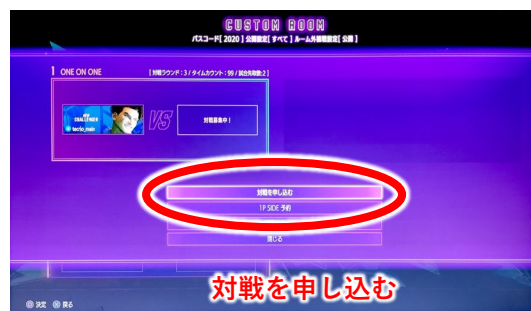 CUSTOM ROOM
パスコード[ 2020 ] 公開設定[ すべて ] ルーム外観戦設定[ 公開 ]
1 ONE ON ONE
[ 対戦ラウンド : 3 / タイムカウント : 99 / 試合先取数:2 ]
NEW
CHALLENGER
tecrio_main
VS
対戦募集中！
対戦を申し込む
1P SIDE 予約
閉じる
対戦を申し込む
決定 戻る